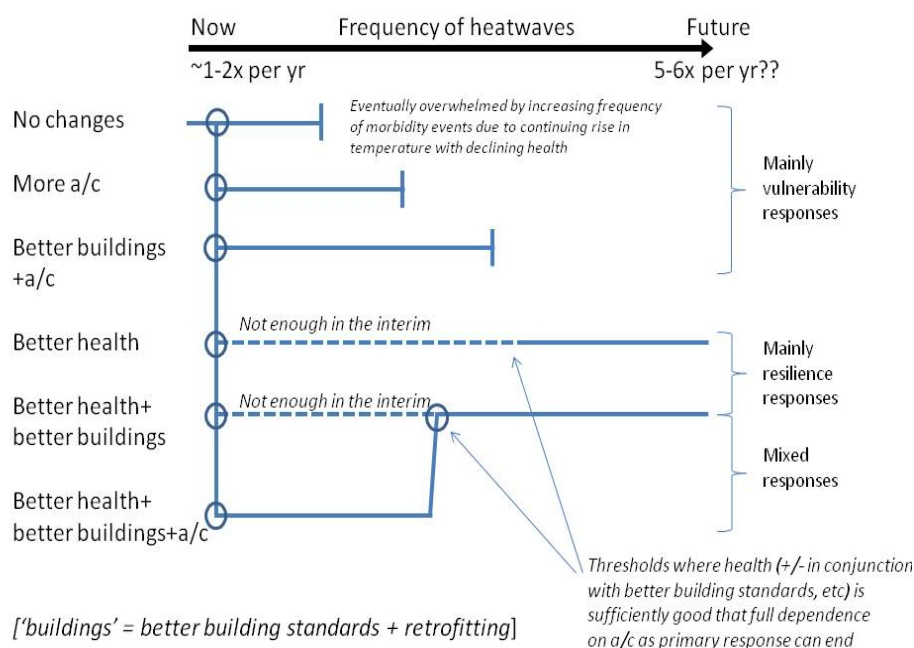 Now Frequency of heatwaves Future
~1-2x per yr 5-6x per yr??
No changes
Eventually overwhelmed by increasing frequency
of morbidity events due to continuing rise in
temperature with declining health
More a/c
Better buildings
+a/c
Mainly
vulnerability
responses
Better health
Not enough in the interim
Mainly
resilience
responses
Better health+
better buildings
Not enough in the interim
Mixed
responses
Better health+
better buildings+a/c
Thresholds where health (+/- in conjunction
with better building standards, etc) is
sufficiently good that full dependence
on a/c as primary response can end
['buildings' = better building standards + retrofitting]